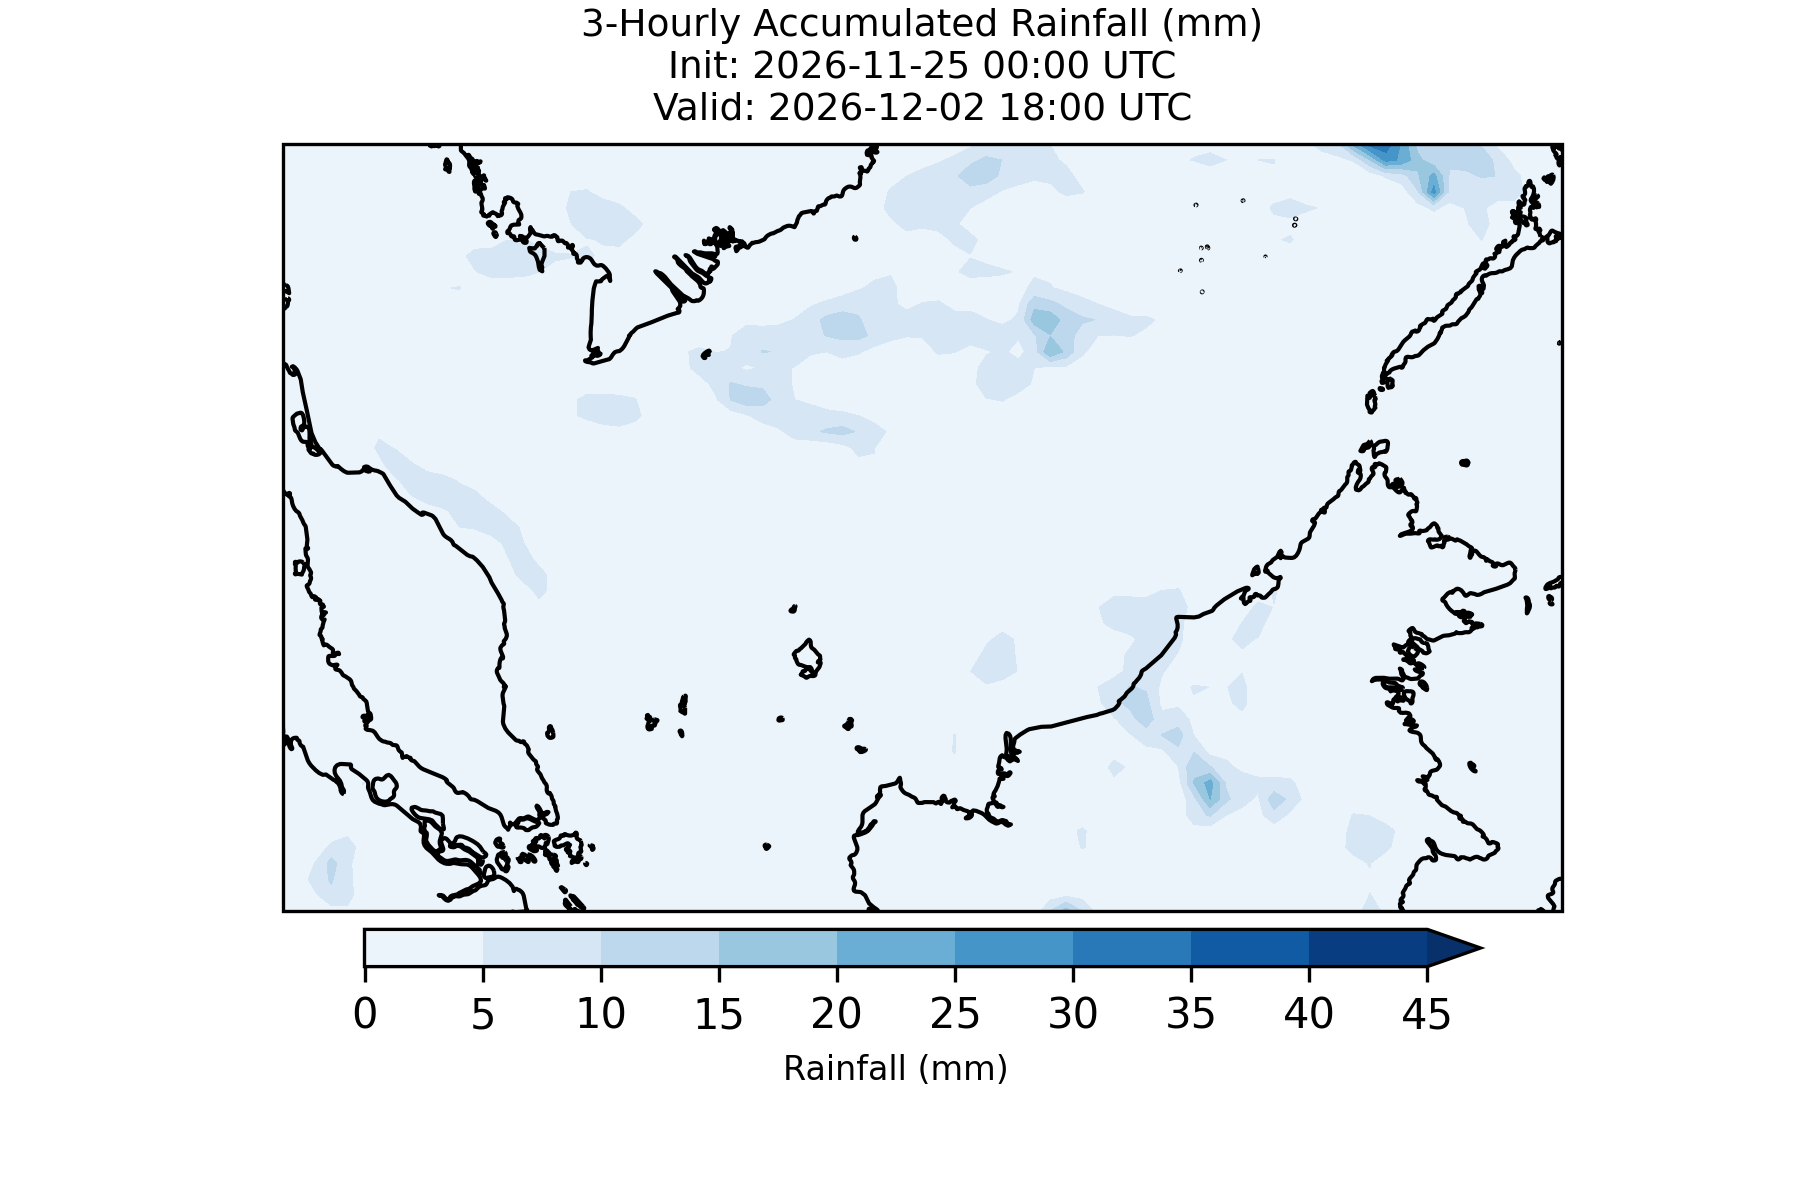 3-Hourly Accumulated Rainfall (mm)
Init: 2026-11-25 00:00 UTC
Valid: 2026-12-02 18:00 UTC
0 5 10 15 20 25 30 35 40 45
Rainfall (mm)